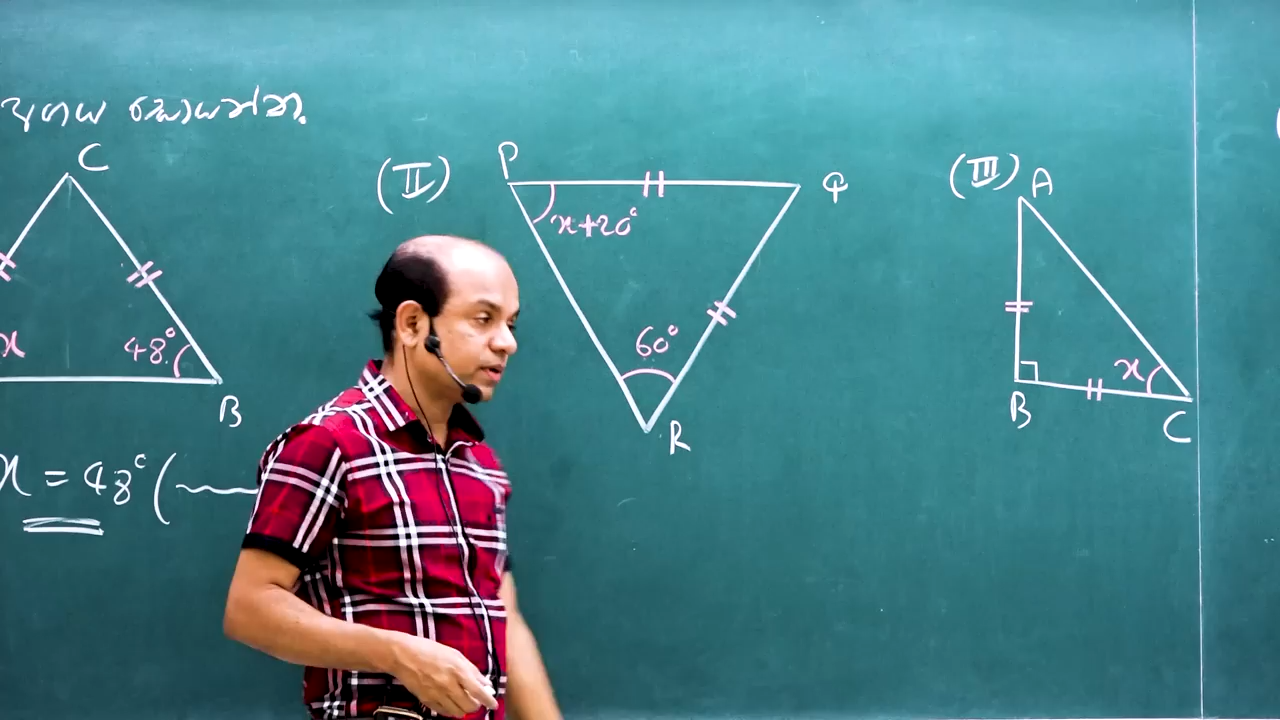 C
x
48°
B
x = 48° (
(II)
P
Q
x+20°
60°
R
(III)
A
B
x
C